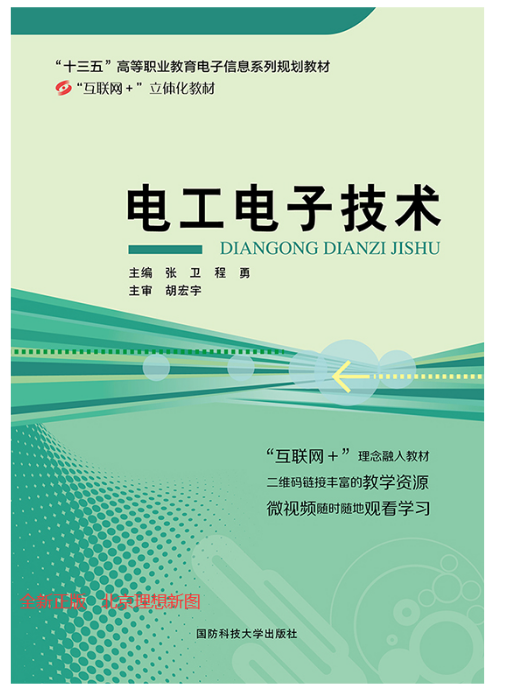 “十三五”高等职业教育电子信息系列规划教材
“互联网+”立体化教材
电工电子技术
DIANGONG DIANZI JISHU
主编 张 卫 程 勇
主审 胡宏宇
“互联网+”理念融入教材
二维码链接丰富的教学资源
微视频随时随地观看学习
全新正版 北京理想新图
国防科技大学出版社